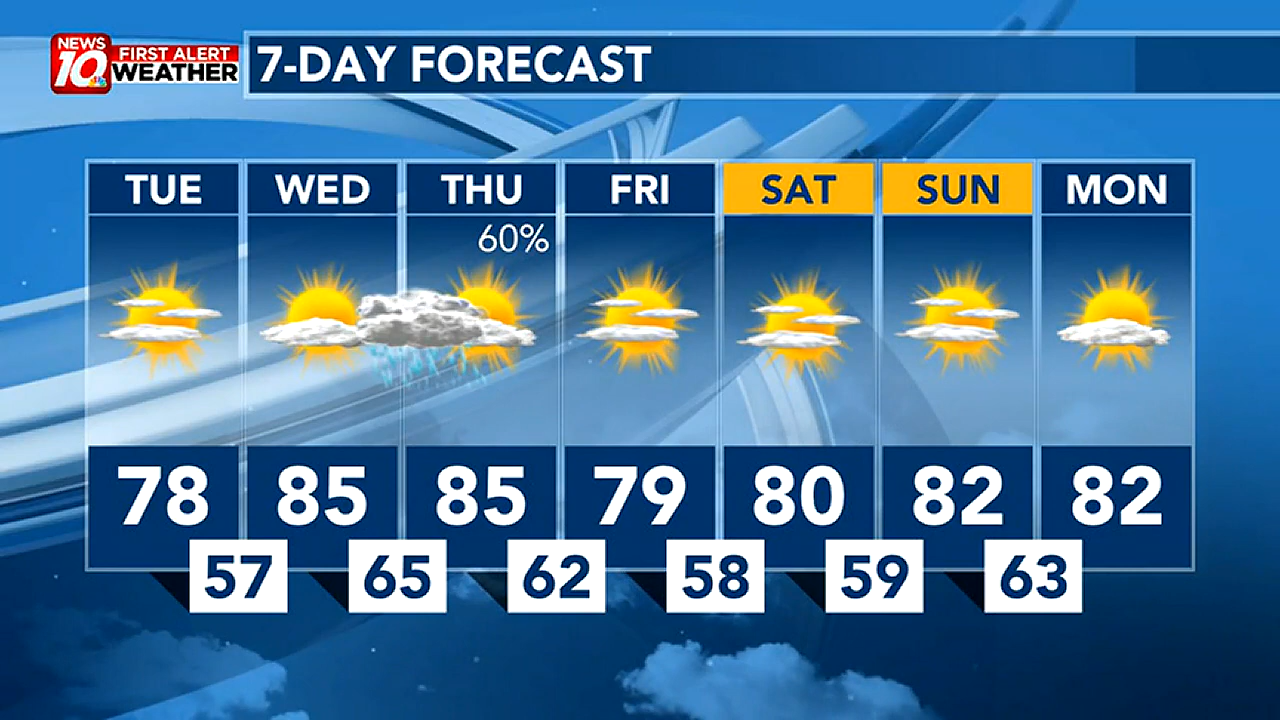 NEWS
10
FIRST ALERT
WEATHER
7-DAY FORECAST
TUE WED THU FRI SAT SUN MON
60%
78 85 85 79 80 82 82
57 65 62 58 59 63